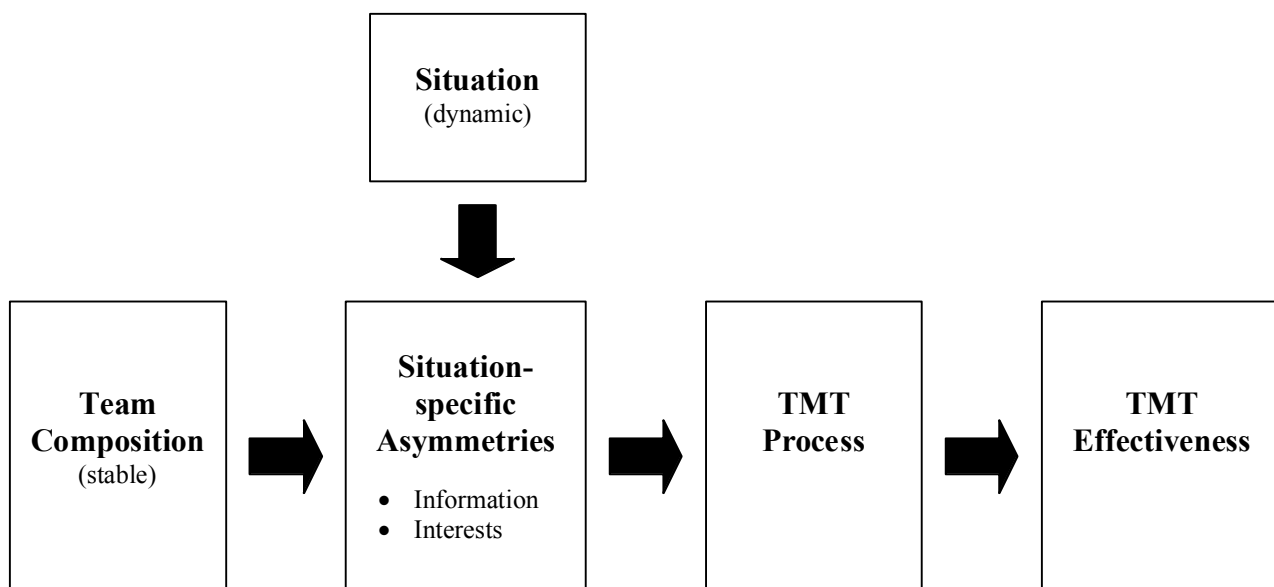 Situation
(dynamic)
Team
Composition
(stable)
Situation-
specific
Asymmetries
• Information
• Interests
TMT
Process
TMT
Effectiveness